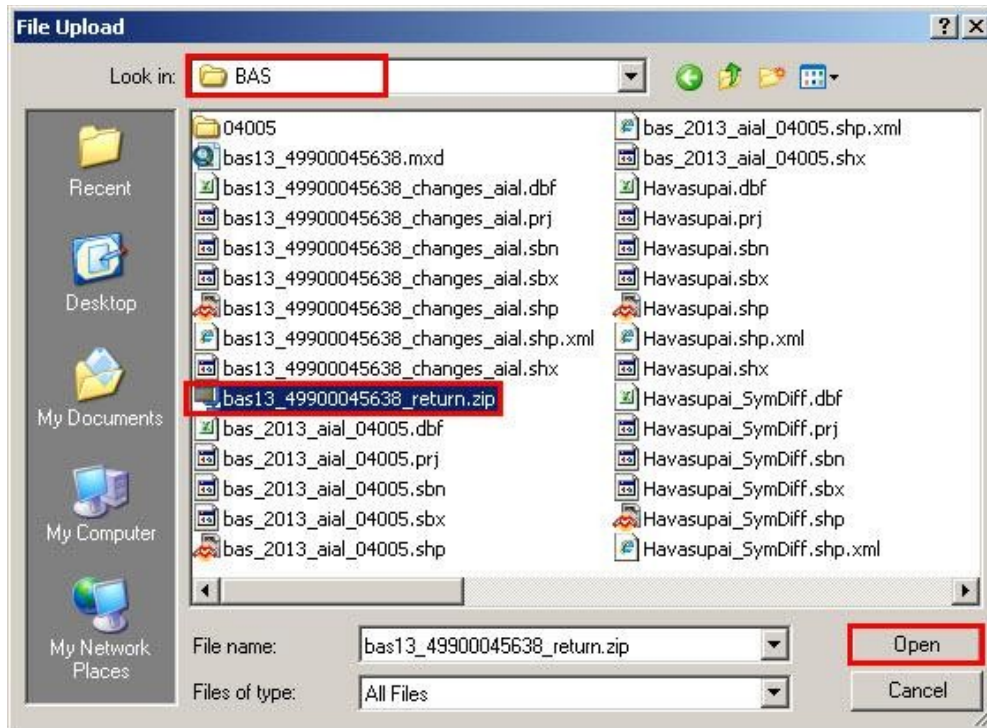 File Upload
Look in: BAS
Recent
Desktop
My Documents
My Computer
My Network
Places
04005
bas13_49900045638.mxd
bas13_49900045638_changes_aial.dbf
bas13_49900045638_changes_aial.prj
bas13_49900045638_changes_aial.sbn
bas13_49900045638_changes_aial.sbx
bas13_49900045638_changes_aial.shp
bas13_49900045638_changes_aial.shp.xml
bas13_49900045638_changes_aial.shx
bas13_49900045638_return.zip
bas_2013_aial_04005.dbf
bas_2013_aial_04005.prj
bas_2013_aial_04005.sbn
bas_2013_aial_04005.sbx
bas_2013_aial_04005.shp
bas_2013_aial_04005.shp.xml
bas_2013_aial_04005.shx
Havasupai.dbf
Havasupai.prj
Havasupai.sbn
Havasupai.sbx
Havasupai.shp
Havasupai.shp.xml
Havasupai.shx
Havasupai_SymDiff.dbf
Havasupai_SymDiff.prj
Havasupai_SymDiff.sbn
Havasupai_SymDiff.sbx
Havasupai_SymDiff.shp
Havasupai_SymDiff.shp.xml
File name: bas13_49900045638_return.zip Open
Files of type: All Files Cancel